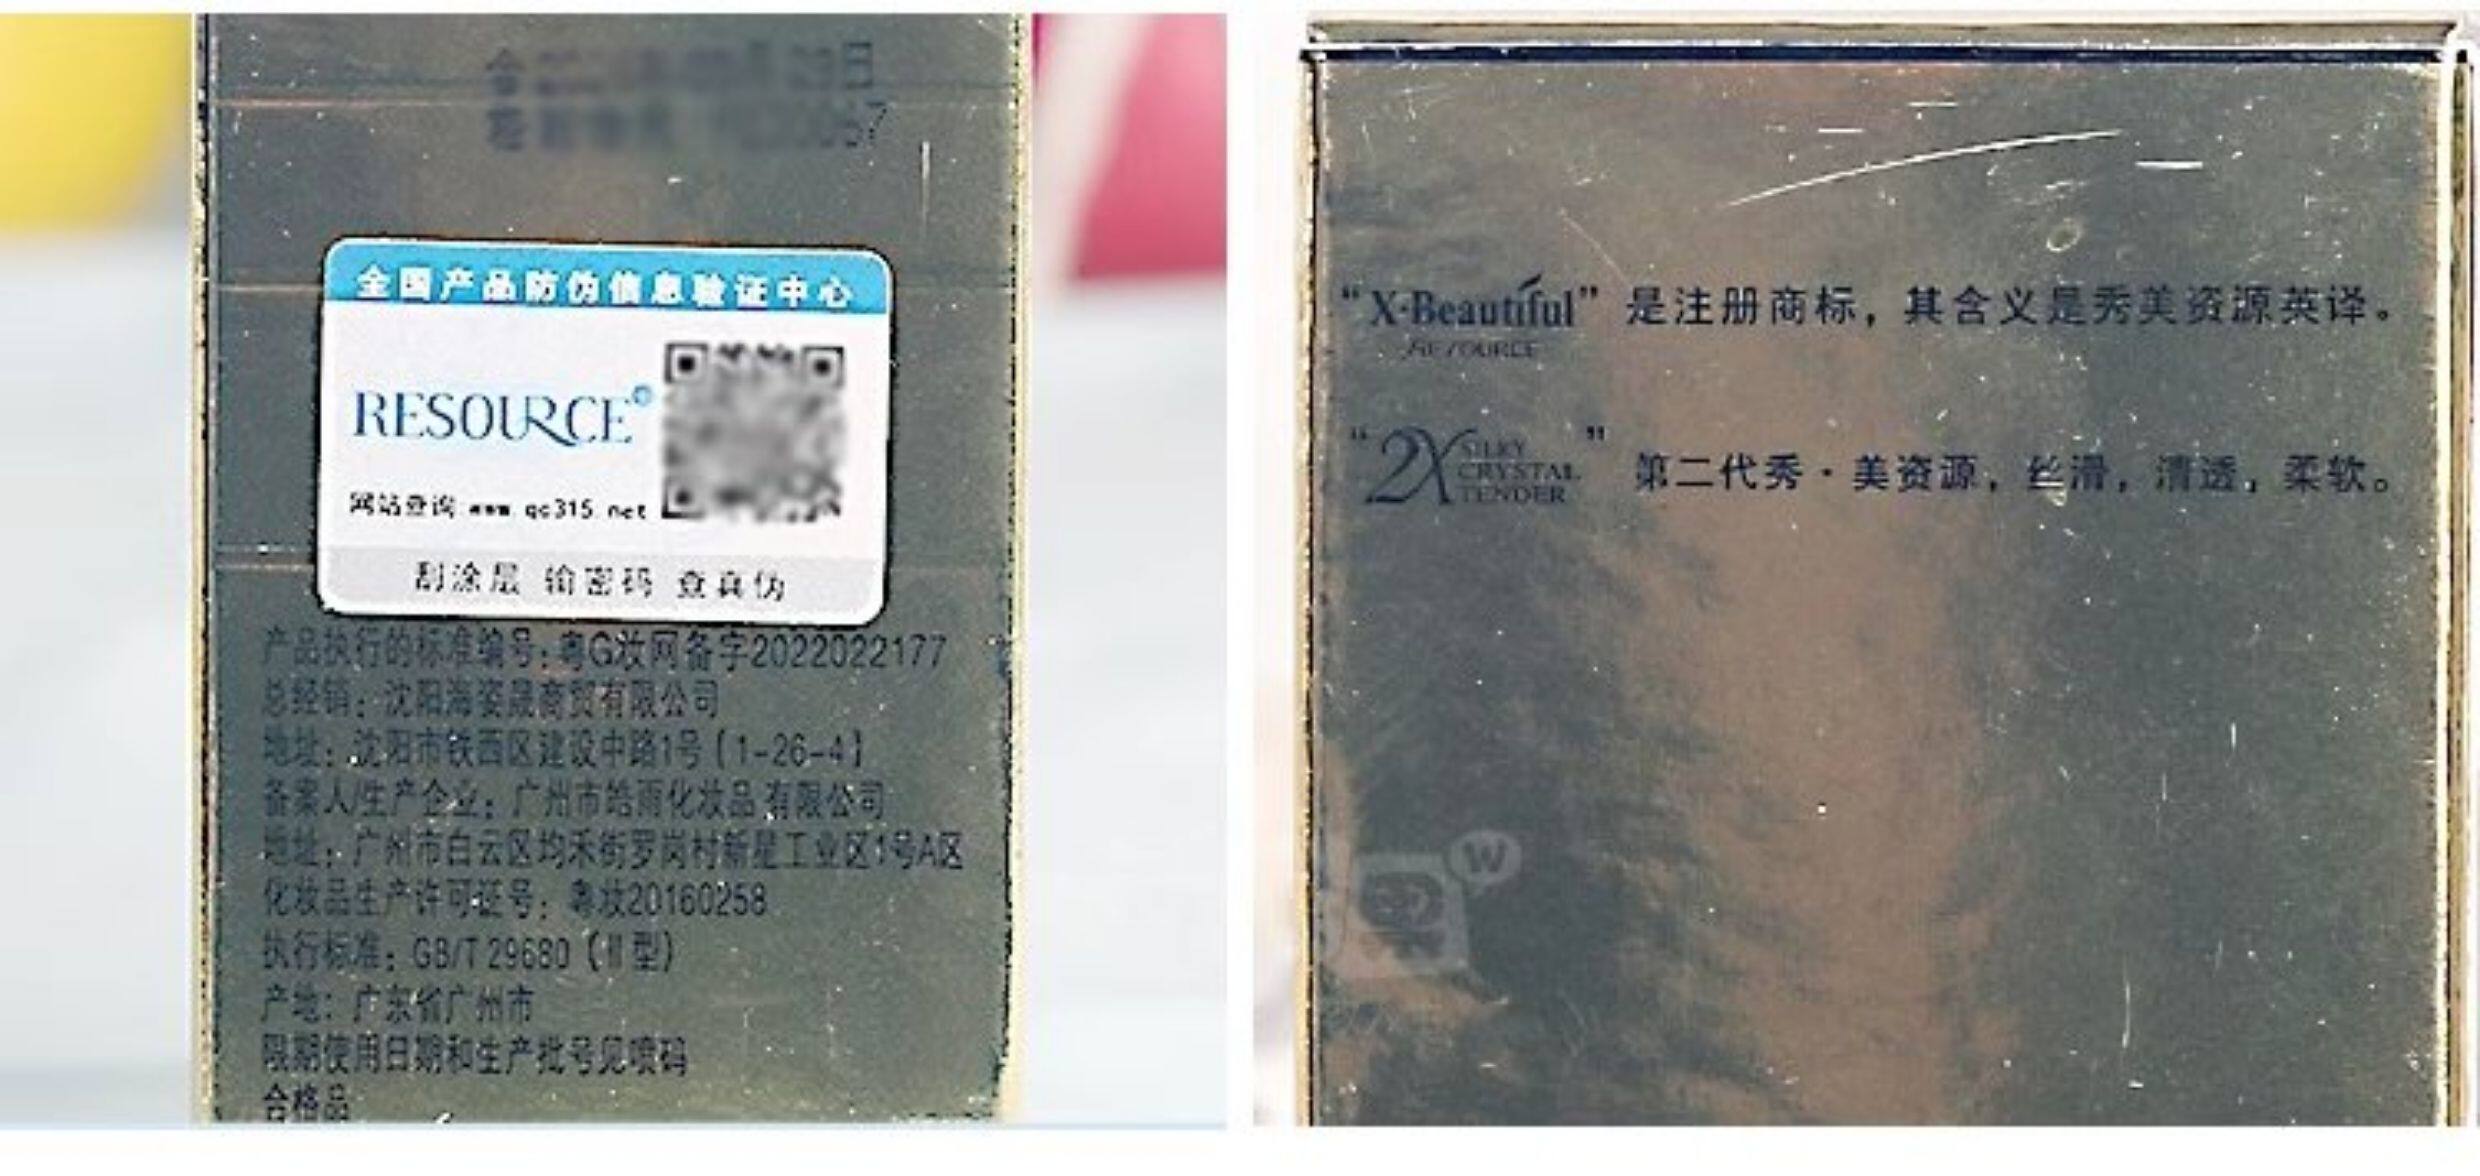 29日
全国产品防伪信息验证中心
RESOURCE®
网站查询 www.qc315.net
刮涂层 输密码 查真伪
产品执行的标准编号:粤G妆网备字2022022177
总经销:沈阳海姿晟商贸有限公司
地址:沈阳市铁西区建设中路1号【1-26-4】
备案人/生产企业:广州市皓雨化妆品有限公司
地址:广州市白云区均禾街罗岗村新星工业区1号A区
化妆品生产许可证号:粤妆20160258
执行标准:GB/T 29680(II型)
产地:广东省广州市
限期使用日期和生产批号见喷码
合格品
“X·Beautiful” 是注册商标,其含义是秀美资源英译。
RESOURCE
“2X SILKY CRYSTAL TENDER” 第二代秀·美资源,丝滑,清透,柔软。
W